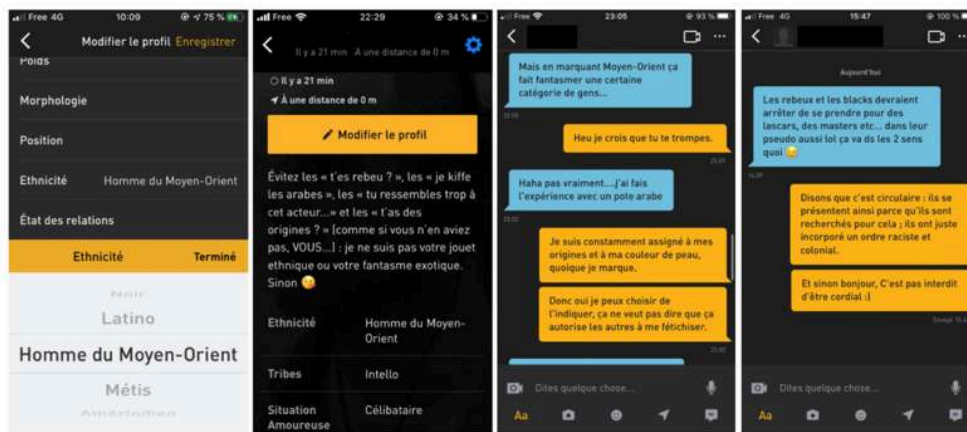 Free 4G 10:09 75 %
Modifier le profil Enregistrer
Poids
Morphologie
Position
Ethnicité Homme du Moyen-Orient
État des relations
Ethnicité Terminé
Noir
Latino
Homme du Moyen-Orient
Métis
Amérindien
Free 22:29 34 %
Il y a 21 min A une distance de 0 m
Il y a 21 min
À une distance de 0 m
Modifier le profil
Évitez les « t'es rebeu ? », les « je kiffe
les arabes », les « tu ressembles trop à
cet acteur...» et les « t'as des
origines ? » (comme si vous n'en aviez
pas, VOUS...) : je ne suis pas votre jouet
ethnique ou votre fantasme exotique.
Sinon
Ethnicité Homme du Moyen-
Orient
Tribes Intello
Situation Célibataire
Amoureuse
Free 23:05 93 %
Mais en marquant Moyen-Orient ça
fait fantasmer une certaine
catégorie de gens...
Heu je crois que tu te trompes.
Haha pas vraiment....j'ai fais
l'expérience avec un pote arabe
Je suis constamment assigné à mes
origines et à ma couleur de peau,
quoique je marque.
Donc oui je peux choisir de
l'indiquer, ça ne veut pas dire que ça
autorise les autres à me fétichiser.
Dites quelque chose...
Aa
Free 4G 15:47 100 %
Aujourd'hui
Les rebeux et les blacks devraient
arrêter de se prendre pour des
lascars, des masters etc... dans leur
pseudo aussi lol ça va ds les 2 sens
quoi
Disons que c'est circulaire : ils se
présentent ainsi parce qu'ils sont
recherchés pour cela ; ils ont juste
incorporé un ordre raciste et
colonial.
Et sinon bonjour, C'est pas interdit
d'être cordial :)
Dites quelque chose...
Aa